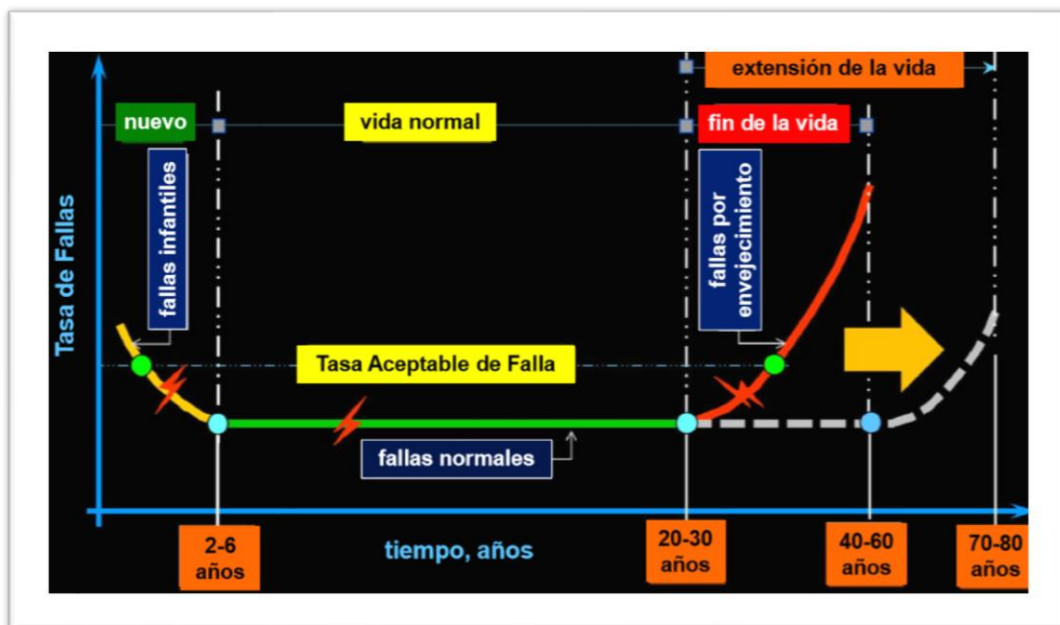 extensión de la vida
nuevo
vida normal
fin de la vida
Tasa de Fallas
fallas infantiles
fallas por
envejecimiento
Tasa Aceptable de Falla
fallas normales
tiempo, años
2-6
años
20-30
años
40-60
años
70-80
años